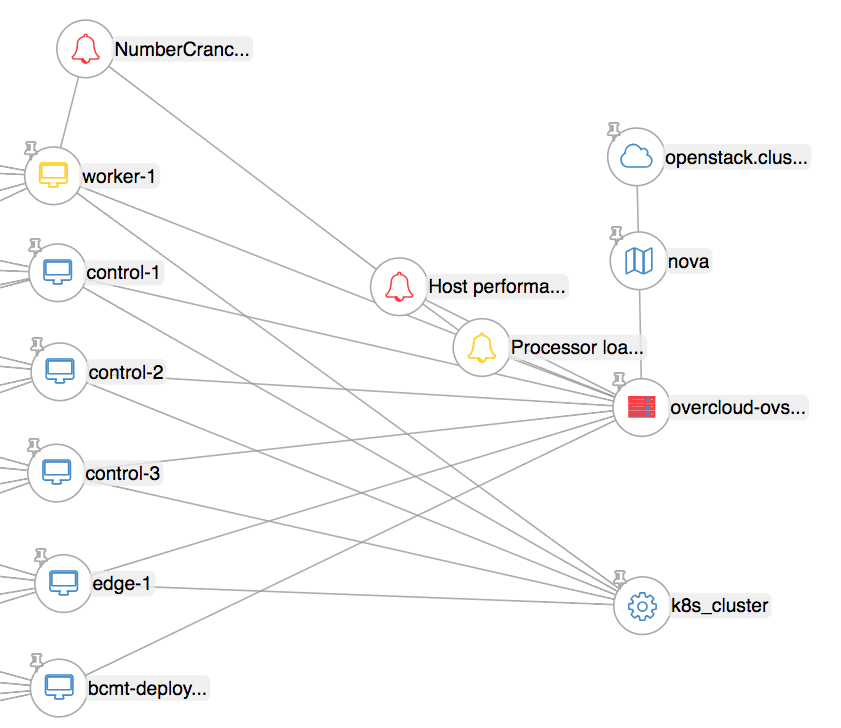 NumberCranc...
openstack.clus...
worker-1
nova
control-1
Host performa...
Processor loa...
control-2
overcloud-ovs...
control-3
edge-1
k8s_cluster
bcmt-deploy...